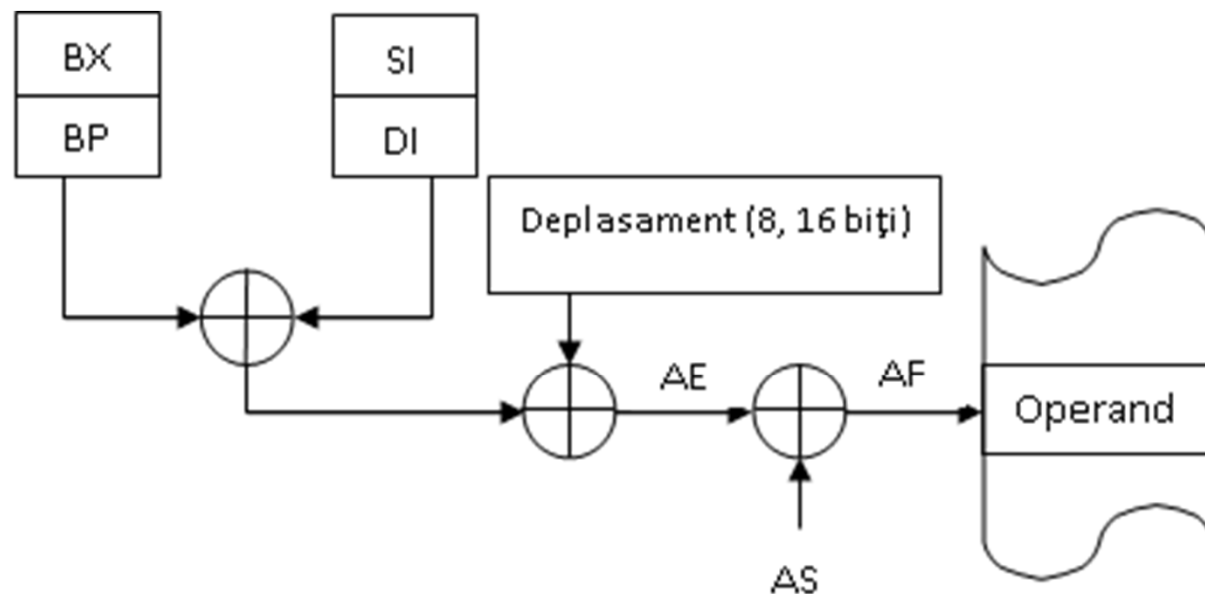 BX
BP
SI
DI
Deplasament (8, 16 biţi)
AE
AF
Operand
AS